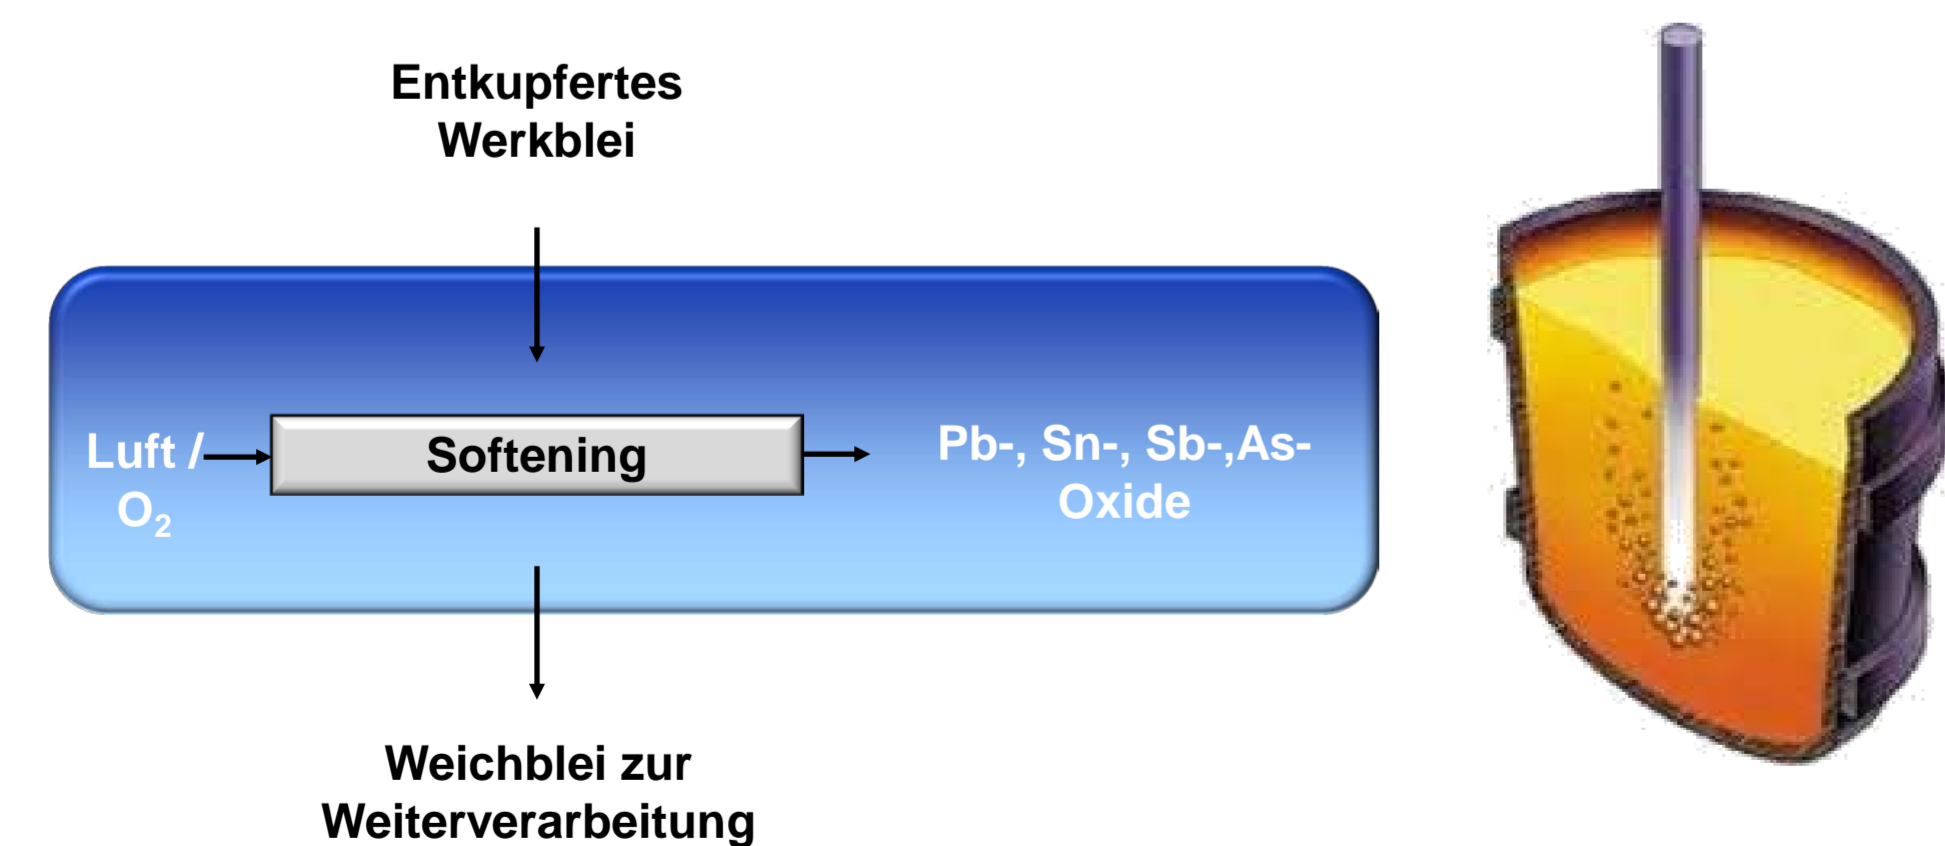 Entkupfertes
Werkblei
Luft /
O₂
Softening
Pb-, Sn-, Sb-,As-
Oxide
Weichblei zur
Weiterverarbeitung